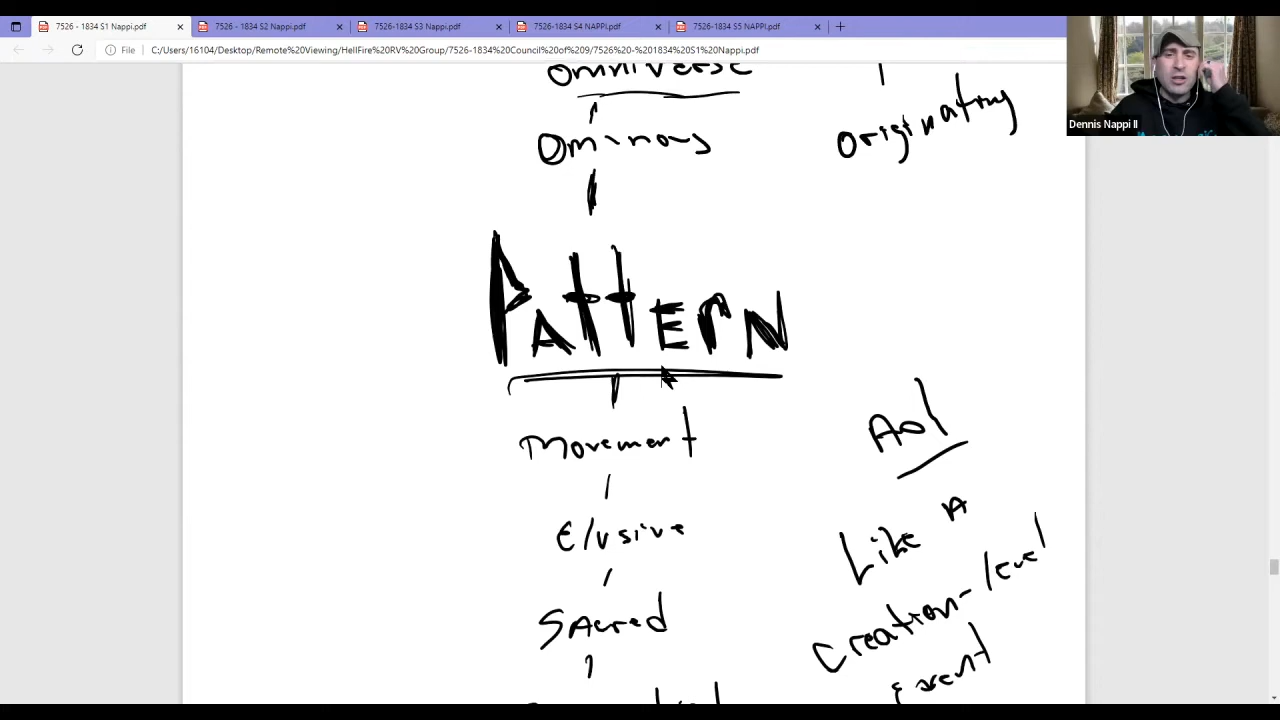 7526 - 1834 S1 Nappi.pdf
7526 - 1834 S2 Nappi.pdf
7526-1834 S3 Nappi.pdf
7526-1834 S4 NAPPI.pdf
7526-1834 S5 NAPPI.pdf
File
C:/Users/16104/Desktop/Remote%20Viewing/HellFire%20RV%20Group/7526-1834%20Council%20of%209/7526%20-%201834%20S1%20Nappi.pdf
Dennis Nappi II
Omniverse
Ominous
originating
PATTERN
Movement
Elusive
Sacred
AOl
Like A
Creation-level
Event